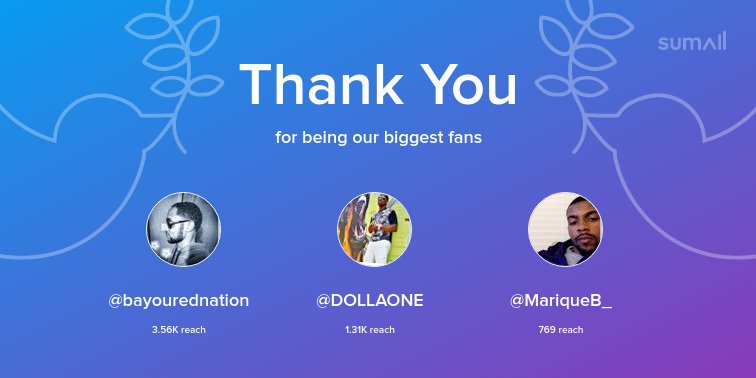 sumall
Thank You
for being our biggest fans
@bayourednation
@DOLLAONE
@MariqueB_
3.56K reach
1.31K reach
769 reach